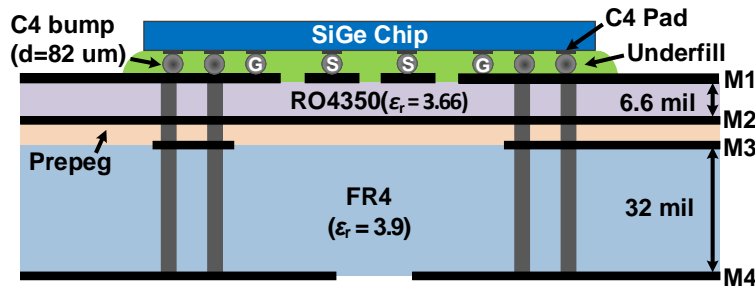 C4 bump
(d=82 um)
SiGe Chip
C4 Pad
Underfill
G
S
S
G
M1
RO4350(εr = 3.66)
6.6 mil
M2
Prepeg
M3
FR4
(εr = 3.9)
32 mil
M4